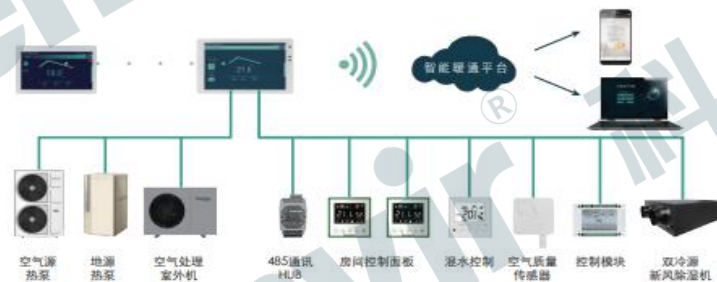 智能暖通平台
空气源
热泵
地源
热泵
空气处理
室外机
485通讯
HUB
房间控制面板
混水控制
空气质量
传感器
控制模块
双冷源
新风除湿机